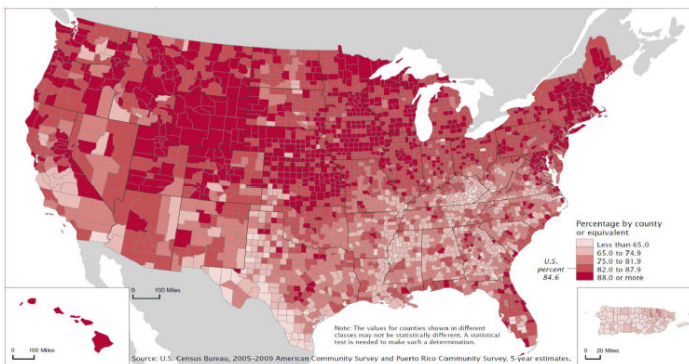 Percentage by county
or equivalent
Less than 65.0
65.0 to 74.9
75.0 to 81.9
82.0 to 87.9
88.0 or more
U.S.
percent
84.6
0 100 Miles
0 100 Miles
0 20 Miles
Note: The values for counties shown in different
classes may not be statistically different. A statistical
test is needed to make such a determination.
Source: U.S. Census Bureau, 2005–2009 American Community Survey and Puerto Rico Community Survey, 5-year estimates.